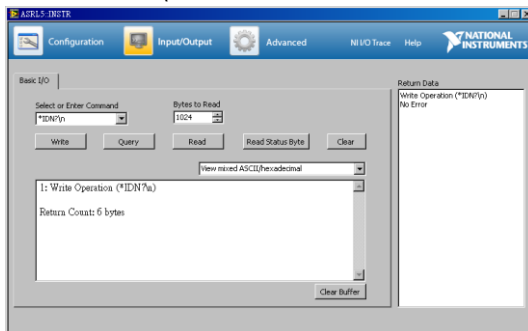 ASRL5-INSTR
Configuration Input/Output Advanced NI I/O Trace Help NATIONAL INSTRUMENTS
Basic I/O
Return Data
Select or Enter Command
Bytes to Read
*IDN?\n
1024
Write Query Read Read Status Byte Clear
View mixed ASCII/hexadecimal
1: Write Operation (*IDN?\n)
Return Count: 6 bytes
Clear Buffer
Write Operation (*IDN?\n)
No Error